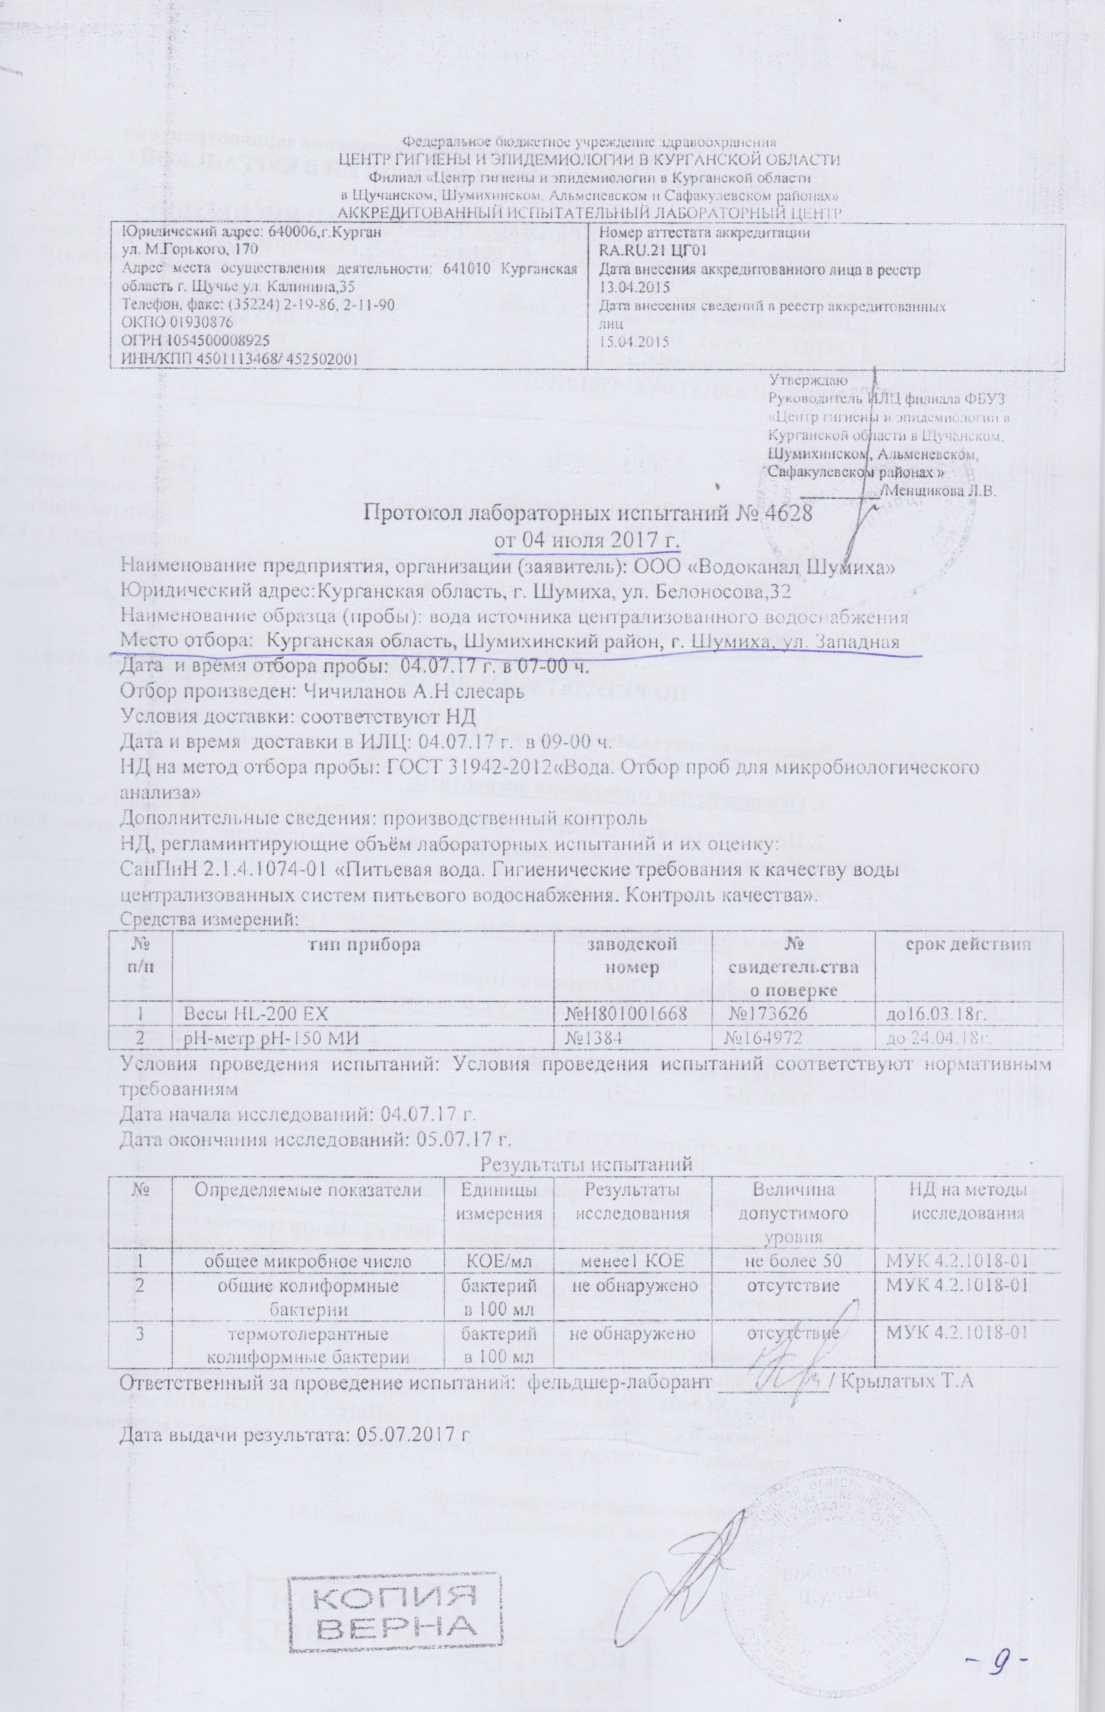 Федеральное бюджетное учреждение здравоохранения
ЦЕНТР ГИГИЕНЫ И ЭПИДЕМИОЛОГИИ В КУРГАНСКОЙ ОБЛАСТИ
Филиал «Центр гигиены и эпидемиологии в Курганской области
в Щучанском, Шумихинском, Альменевском и Сафакулевском районах»
АККРЕДИТОВАННЫЙ ИСПЫТАТЕЛЬНЫЙ ЛАБОРАТОРНЫЙ ЦЕНТР
Юридический адрес: 640006,г.Курган
ул. М.Горького, 170
Адрес места осуществления деятельности: 641010 Курганская
область г. Щучье ул. Калинина,35
Телефон, факс: (35224) 2-19-86, 2-11-90
ОКПО 01930876
ОГРН 1054500008925
ИНН/КПП 4501113468/ 452502001
Номер аттестата аккредитации
RA.RU.21 ЦГ01
Дата внесения аккредитованного лица в реестр
13.04.2015
Дата внесения сведений в реестр аккредитованных
лиц
15.04.2015
Утверждаю
Руководитель ИЛЦ филиала ФБУЗ
«Центр гигиены и эпидемиологии в
Курганской области в Щучанском,
Шумихинском, Альменевском,
Сафакулевском районах »
/Менщикова Л.В.
Протокол лабораторных испытаний № 4628
от 04 июля 2017 г.
Наименование предприятия, организации (заявитель): ООО «Водоканал Шумиха»
Юридический адрес:Курганская область, г. Шумиха, ул. Белоносова,32
Наименование образца (пробы): вода источника централизованного водоснабжения
Место отбора: Курганская область, Шумихинский район, г. Шумиха, ул. Западная
Дата и время отбора пробы: 04.07.17 г. в 07-00 ч.
Отбор произведен: Чичиланов А.Н слесарь
Условия доставки: соответствуют НД
Дата и время доставки в ИЛЦ: 04.07.17 г. в 09-00 ч.
НД на метод отбора пробы: ГОСТ 31942-2012«Вода. Отбор проб для микробиологического
анализа»
Дополнительные сведения: производственный контроль
НД, регламинтирующие объём лабораторных испытаний и их оценку:
СанПиН 2.1.4.1074-01 «Питьевая вода. Гигиенические требования к качеству воды
централизованных систем питьевого водоснабжения. Контроль качества».
Средства измерений:
№ п/п тип прибора заводской номер № свидетельства о поверке срок действия
1 Весы HL-200 EX №H801001668 №173626 до16.03.18г.
2 рН-метр рН-150 МИ №1384 №164972 до 24.04.18г.
Условия проведения испытаний: Условия проведения испытаний соответствуют нормативным
требованиям
Дата начала исследований: 04.07.17 г.
Дата окончания исследований: 05.07.17 г.
Результаты испытаний
№ Определяемые показатели Единицы измерения Результаты исследования Величина допустимого уровня НД на методы исследования
1 общее микробное число КОЕ/мл менее1 КОЕ не более 50 МУК 4.2.1018-01
2 общие колиформные бактерии бактерий в 100 мл не обнаружено отсутствие МУК 4.2.1018-01
3 термотолерантные колиформные бактерии бактерий в 100 мл не обнаружено отсутствие МУК 4.2.1018-01
Ответственный за проведение испытаний: фельдшер-лаборант / Крылатых Т.А
Дата выдачи результата: 05.07.2017 г
КОПИЯ
ВЕРНА
- 9 -